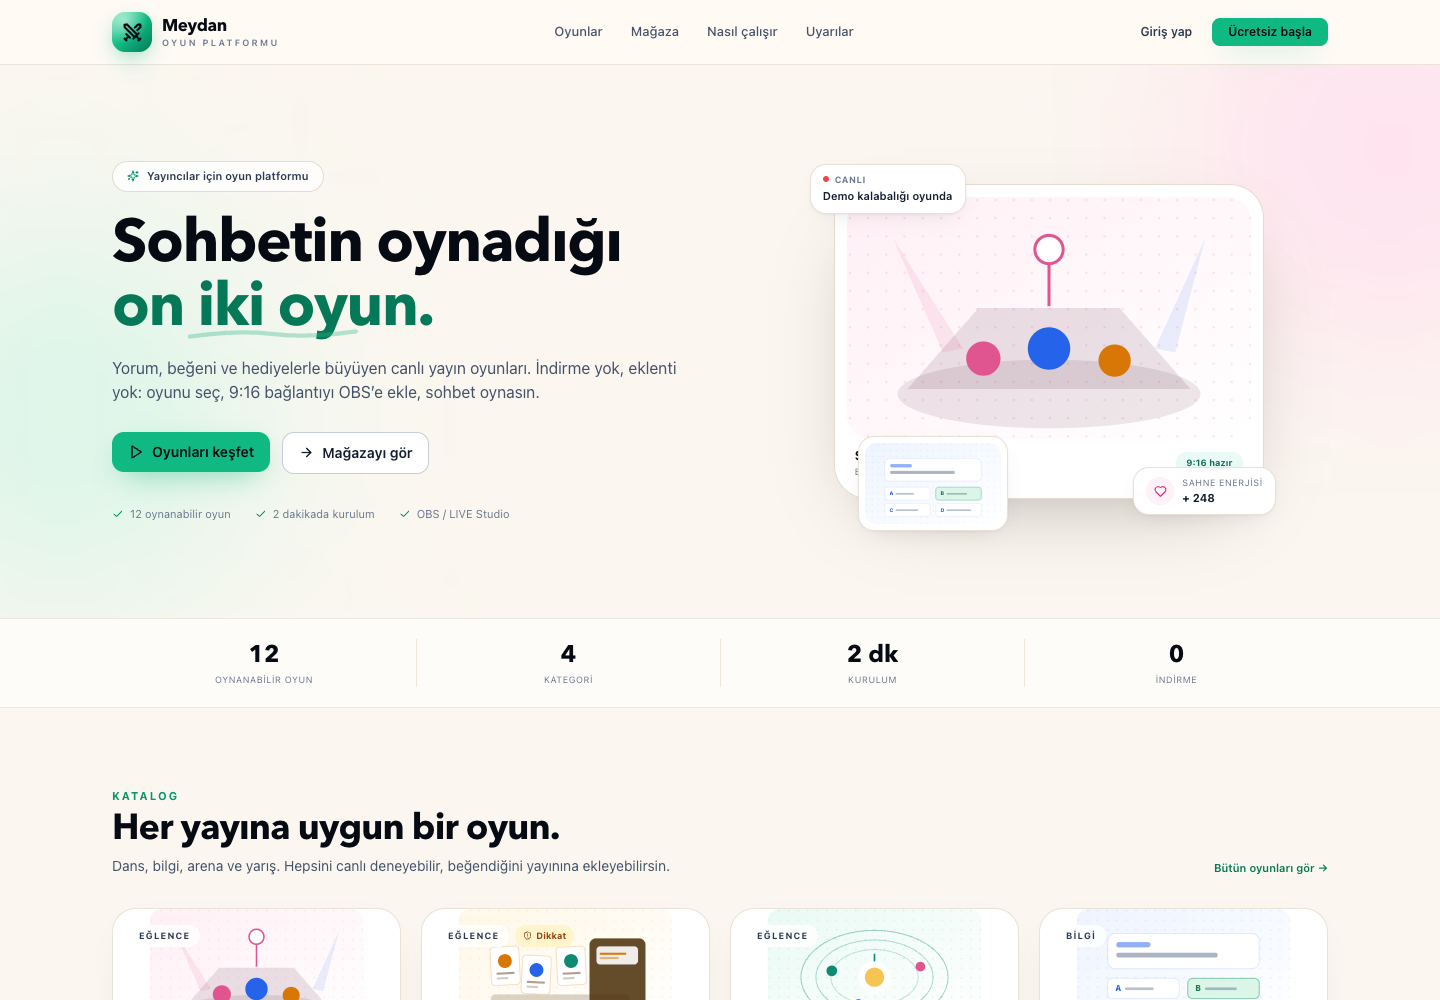 Meydan
OYUN PLATFORMU
Oyunlar
Mağaza
Nasıl çalışır
Uyarılar
Giriş yap
Ücretsiz başla
Yayıncılar için oyun platformu
Sohbetin oynadığı
on iki oyun.
Yorum, beğeni ve hediyelerle büyüyen canlı yayın oyunları. İndirme yok, eklenti
yok: oyunu seç, 9:16 bağlantıyı OBS’e ekle, sohbet oynasın.
Oyunları keşfet
Mağazayı gör
12 oynanabilir oyun
2 dakikada kurulum
OBS / LIVE Studio
CANLI
Demo kalabalığı oyunda
A
B
C
D
9:16 hazır
SAHNE ENERJİSİ
+ 248
12
OYNANABİLİR OYUN
4
KATEGORİ
2 dk
KURULUM
0
İNDİRME
KATALOG
Her yayına uygun bir oyun.
Dans, bilgi, arena ve yarış. Hepsini canlı deneyebilir, beğendiğini yayınına ekleyebilirsin.
Bütün oyunları gör →
EĞLENCE
EĞLENCE
Dikkat
EĞLENCE
BİLGİ
A
B